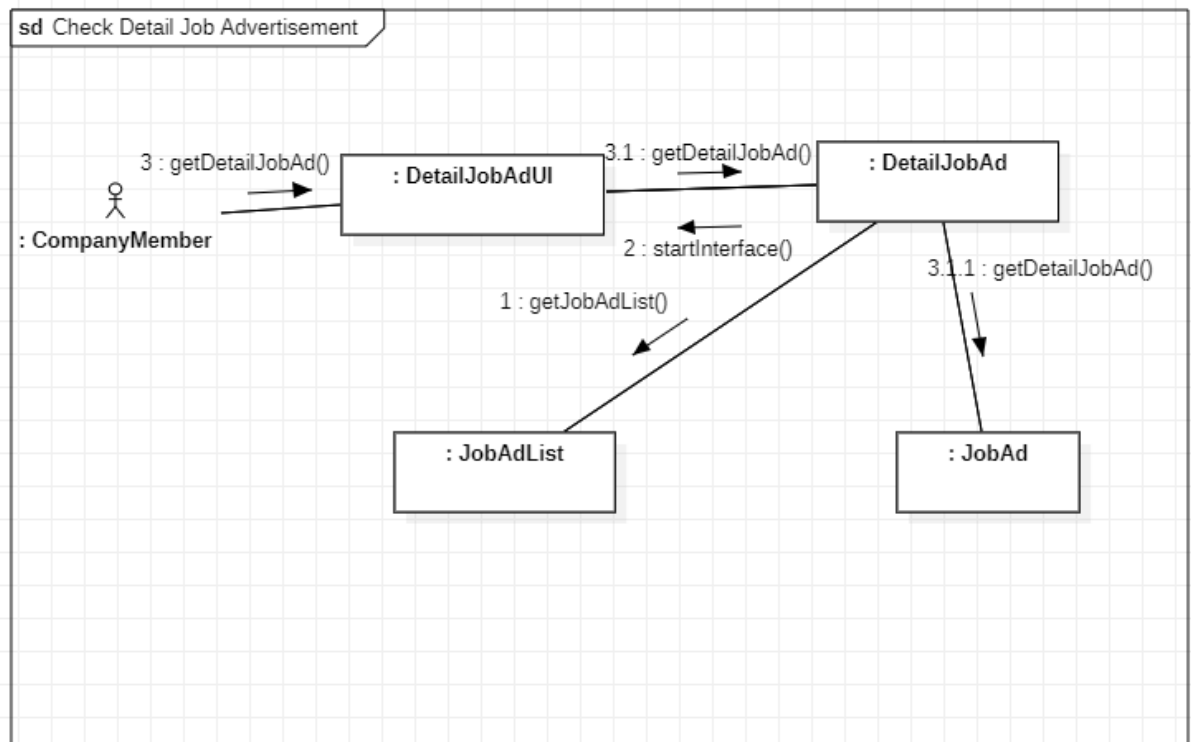 sd Check Detail Job Advertisement
3 : getDetailJobAd()
: CompanyMember
: DetailJobAdUI
3.1 : getDetailJobAd()
2 : startInterface()
: DetailJobAd
1 : getJobAdList()
3.1.1 : getDetailJobAd()
: JobAdList
: JobAd